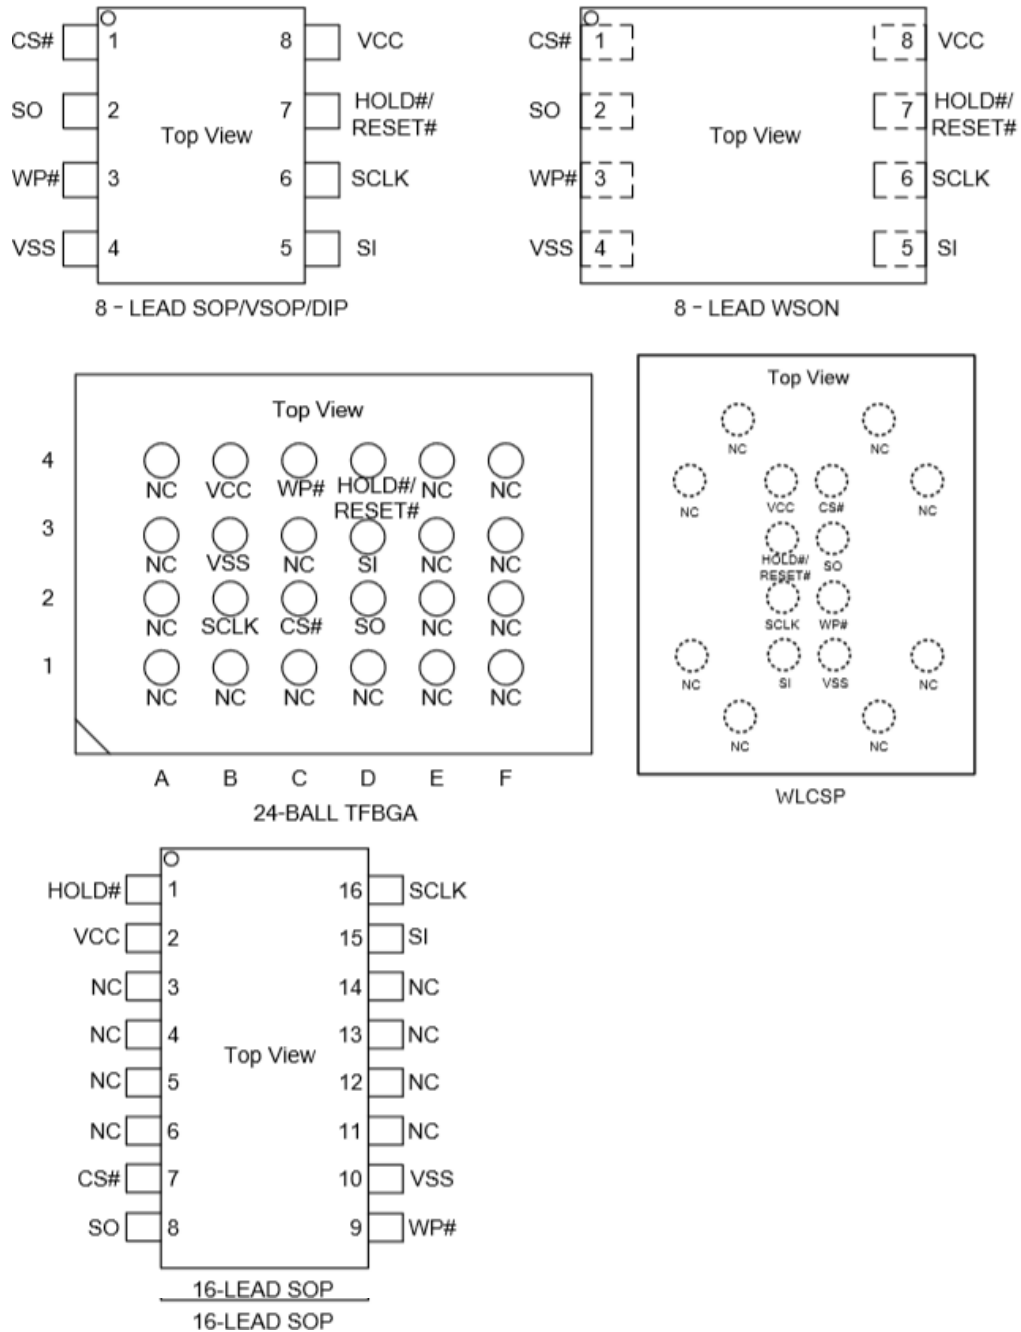 CS# 1 8 VCC
SO 2 7 HOLD#/
RESET#
Top View
WP# 3 6 SCLK
VSS 4 5 SI
8 - LEAD SOP/VSOP/DIP
CS# 1 8 VCC
SO 2 7 HOLD#/
RESET#
Top View
WP# 3 6 SCLK
VSS 4 5 SI
8 - LEAD WSON
Top View
4
NC VCC WP# HOLD#/ NC NC
RESET#
3
NC VSS NC SI NC NC
2
NC SCLK CS# SO NC NC
1
NC NC NC NC NC NC
A B C D E F
24-BALL TFBGA
Top View
NC NC
NC VCC CS# NC
HOLD#/ SO
RESET#
SCLK WP#
NC SI VSS NC
NC NC
WLCSP
HOLD# 1 16 SCLK
VCC 2 15 SI
NC 3 14 NC
NC 4 13 NC
Top View
NC 5 12 NC
NC 6 11 NC
CS# 7 10 VSS
SO 8 9 WP#
16-LEAD SOP
16-LEAD SOP